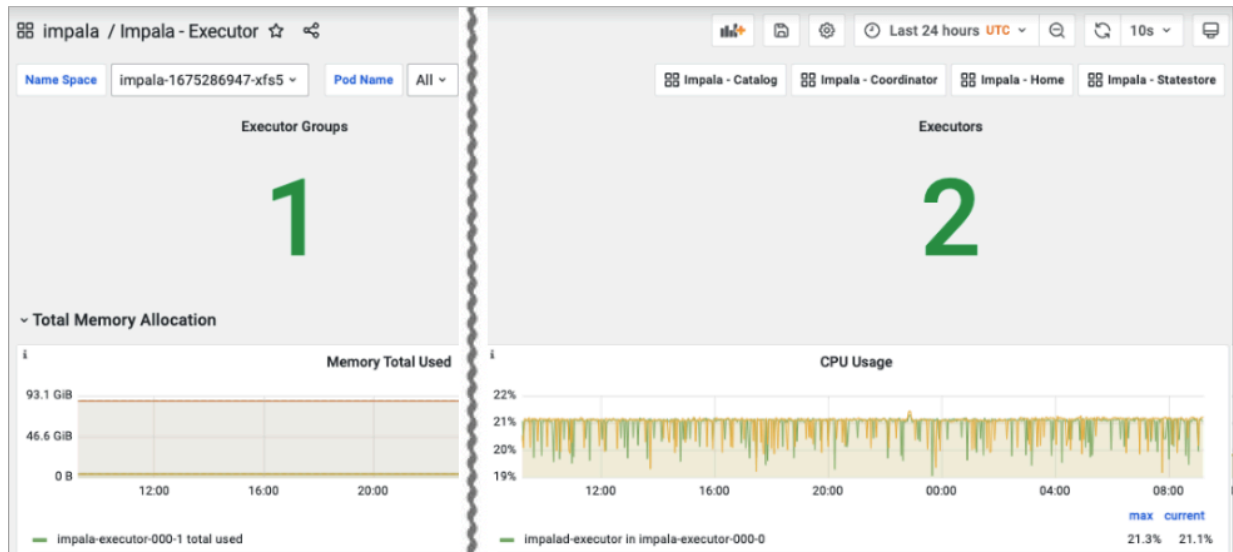 impala / Impala - Executor
Last 24 hours UTC
10s
Name Space impala-1675286947-xfs5 Pod Name All
Impala - Catalog Impala - Coordinator Impala - Home Impala - Statestore
Executor Groups
1
Executors
2
Total Memory Allocation
i
Memory Total Used
93.1 GiB
46.6 GiB
0 B
12:00 16:00 20:00
impala-executor-000-1 total used
i
CPU Usage
22%
21%
20%
19%
12:00 16:00 20:00 00:00 04:00 08:00
max current
impalad-executor in impala-executor-000-0 21.3% 21.1%